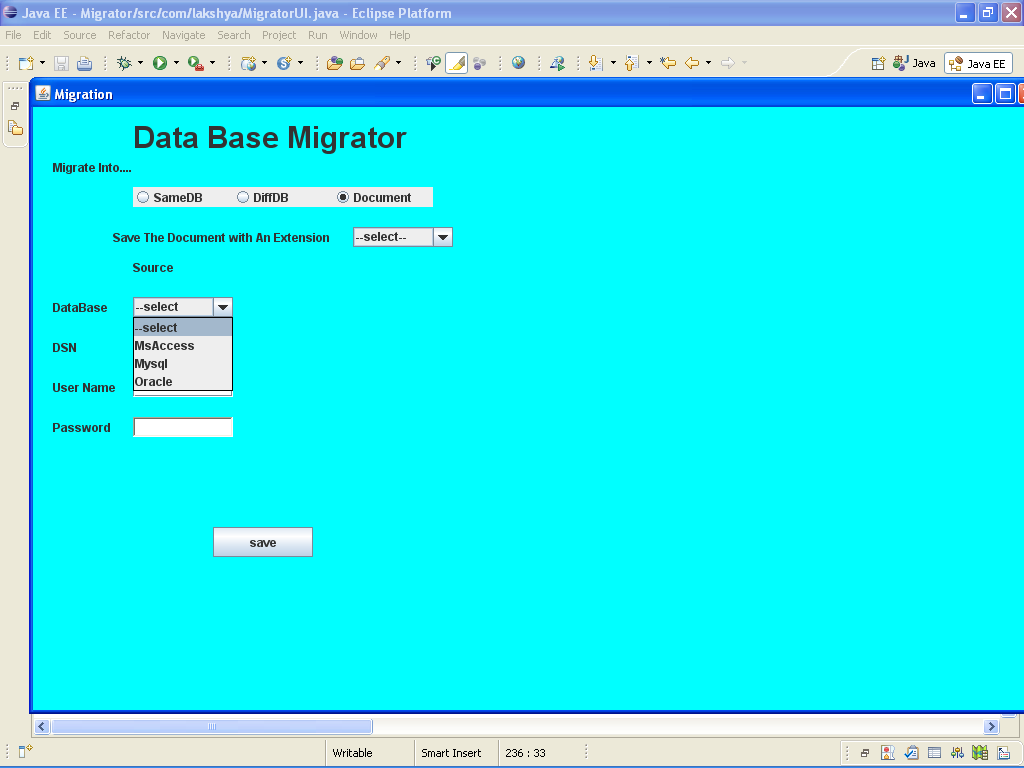 Java EE - Migrator/src/com/lakshya/MigratorUI.java - Eclipse Platform
File Edit Source Refactor Navigate Search Project Run Window Help
Java Java EE
Migration
Data Base Migrator
Migrate Into....
SameDB DiffDB Document
Save The Document with An Extension --select--
Source
DataBase --select
--select
DSN MsAccess
Mysql
User Name Oracle
Password
save
Writable Smart Insert 236 : 33